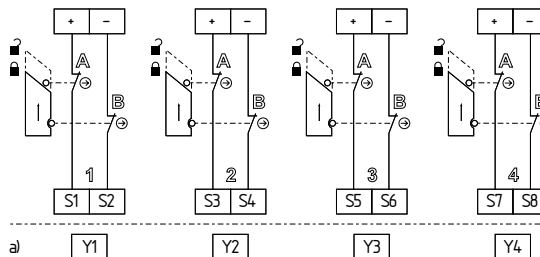 + − + − + − + −
A A A A
B B B B
1 2 3 4
S1 S2 S3 S4 S5 S6 S7 S8
a) Y1 Y2 Y3 Y4